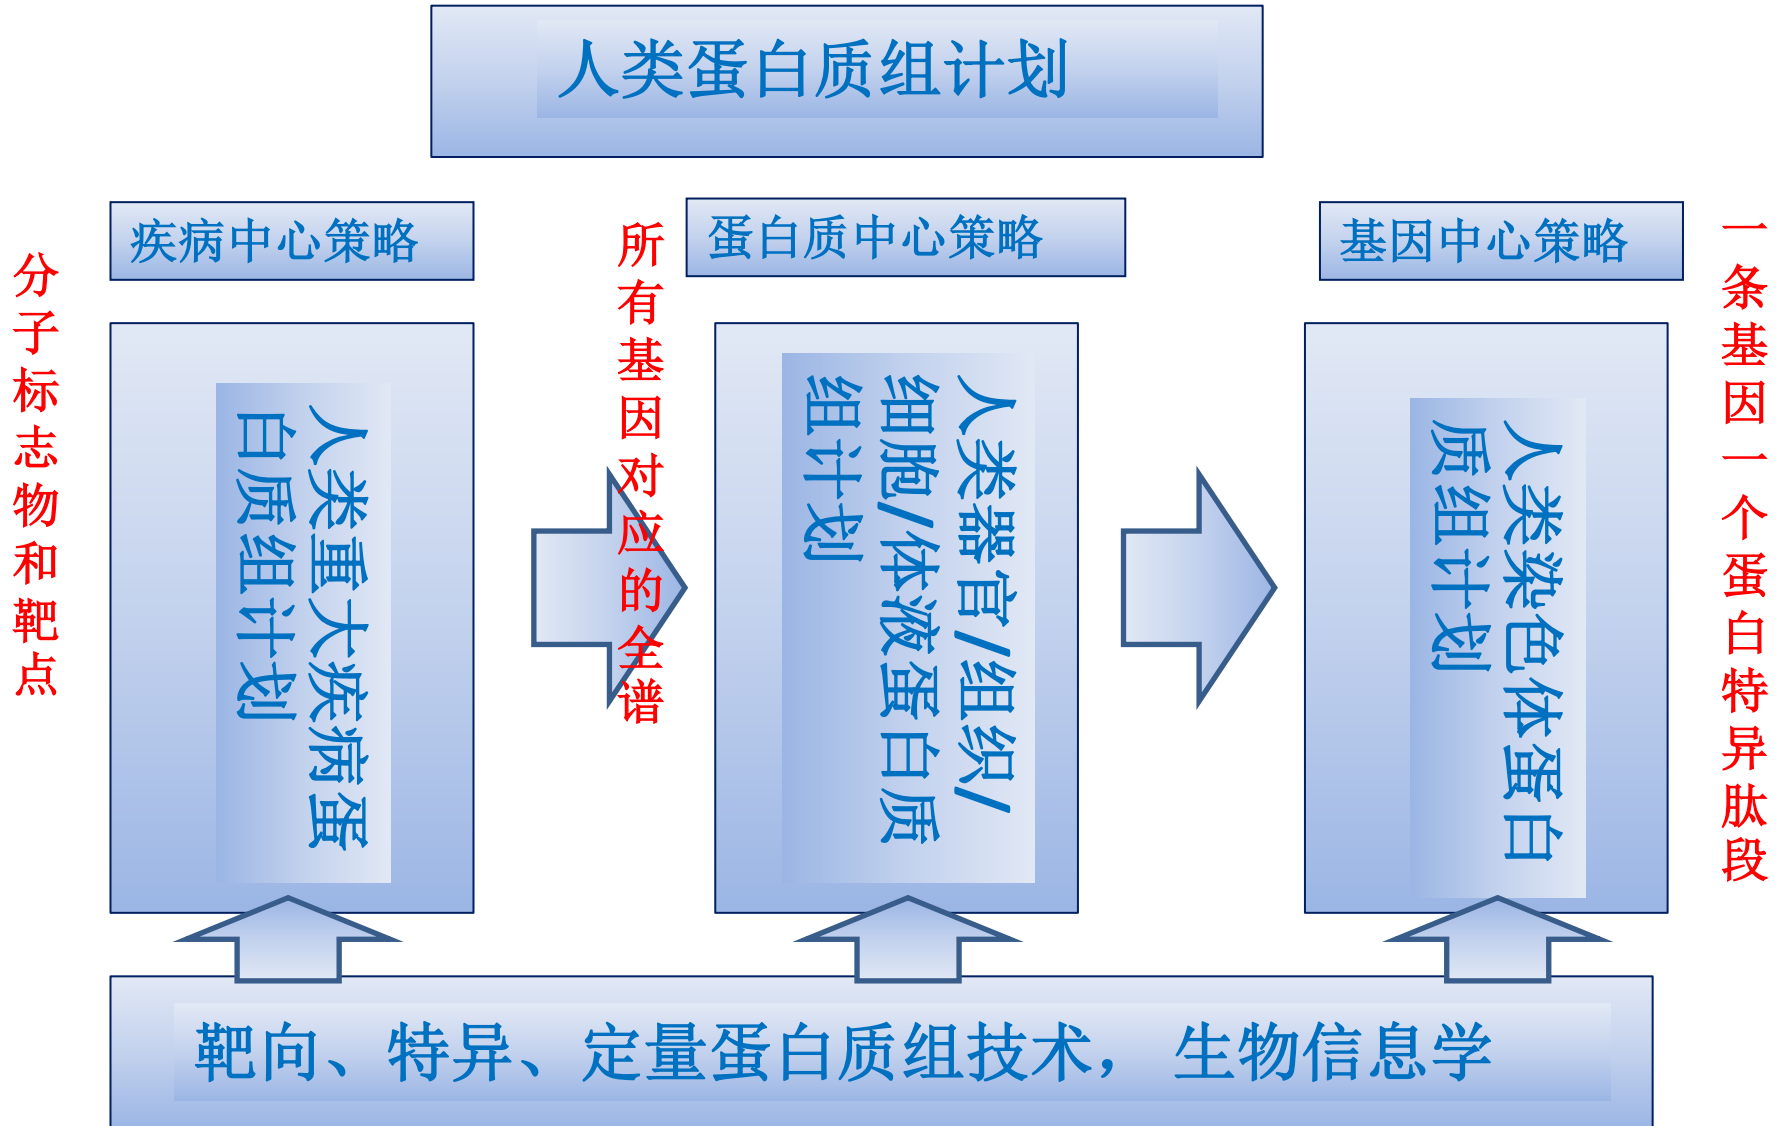 人类蛋白质组计划
疾病中心策略
蛋白质中心策略
基因中心策略
分子标志物和靶点
人类重大疾病蛋
白质组计划
所有基因对应的全谱
人类器官/组织/
细胞/体液蛋白质
组计划
人类染色体蛋白
质组计划
一条基因一个蛋白特异肽段
靶向、特异、定量蛋白质组技术， 生物信息学